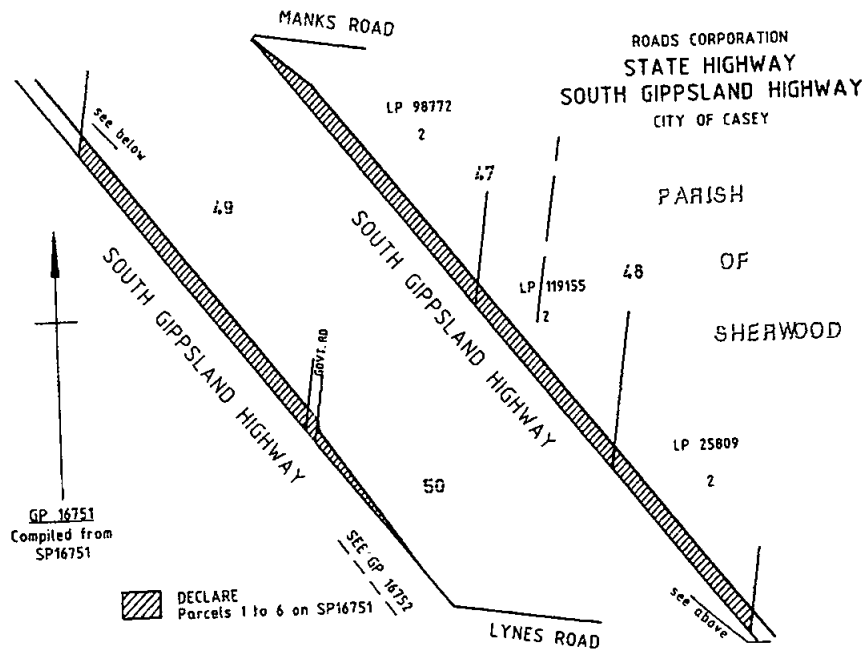 MANKS ROAD
ROADS CORPORATION
STATE HIGHWAY
SOUTH GIPPSLAND HIGHWAY
CITY OF CASEY
LP 98772
2
see below
47
PARISH
49
SOUTH GIPPSLAND HIGHWAY
OF
48
LP 119155
2
SHERWOOD
SOUTH GIPPSLAND HIGHWAY
GOVT. RD
LP 25809
2
50
GP 16751
Compiled from
SP16751
SEE GP 16752
see above
DECLARE
Parcels 1 to 6 on SP16751
LYNES ROAD